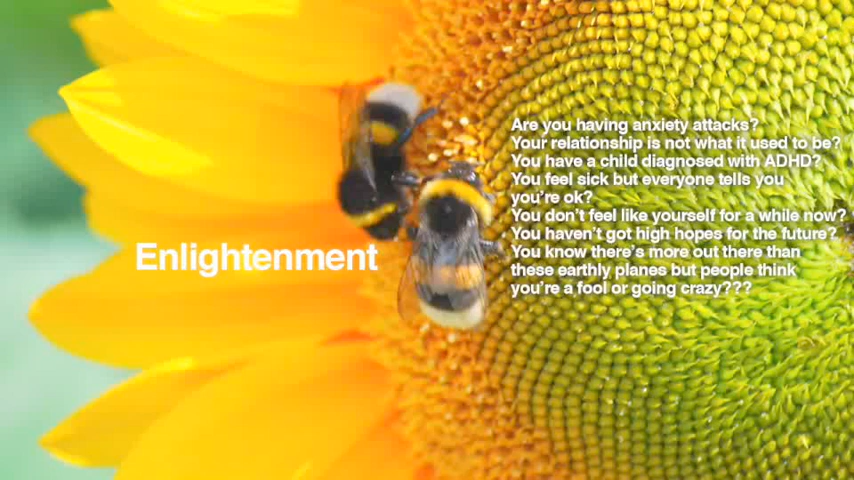 Enlightenment
Are you having anxiety attacks?
Your relationship is not what it used to be?
You have a child diagnosed with ADHD?
You feel sick but everyone tells you
you're ok?
You don't feel like yourself for a while now?
You haven't got high hopes for the future?
You know there's more out there than
these earthly planes but people think
you're a fool or going crazy???